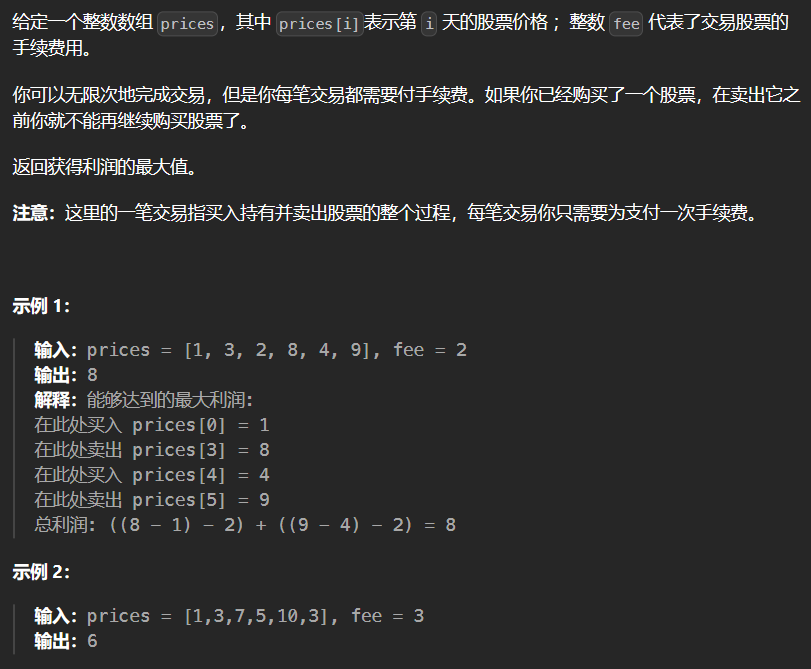 给定一个整数数组 prices，其中 prices[i]表示第 i 天的股票价格 ；整数 fee 代表了交易股票的
手续费用。
你可以无限次地完成交易，但是你每笔交易都需要付手续费。如果你已经购买了一个股票，在卖出它之
前你就不能再继续购买股票了。
返回获得利润的最大值。
注意：这里的一笔交易指买入持有并卖出股票的整个过程，每笔交易你只需要为支付一次手续费。
示例 1：
输入：prices = [1, 3, 2, 8, 4, 9], fee = 2
输出：8
解释：能够达到的最大利润:
在此处买入 prices[0] = 1
在此处卖出 prices[3] = 8
在此处买入 prices[4] = 4
在此处卖出 prices[5] = 9
总利润: ((8 - 1) - 2) + ((9 - 4) - 2) = 8
示例 2：
输入：prices = [1,3,7,5,10,3], fee = 3
输出：6